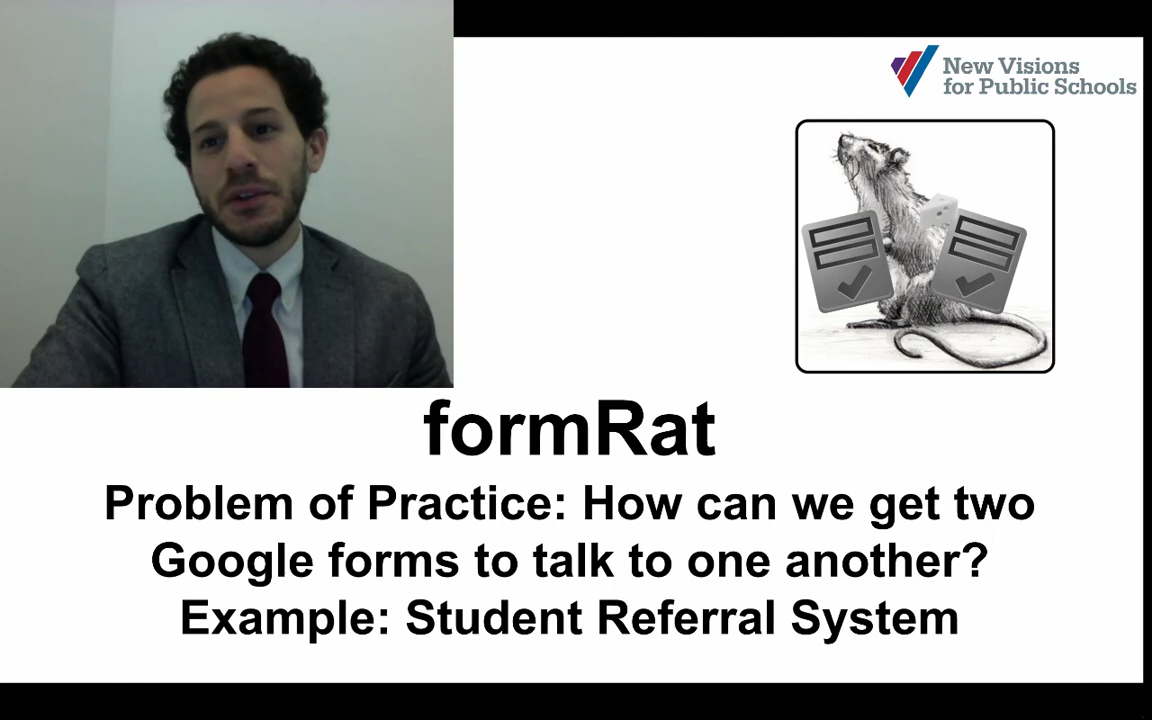 New Visions
for Public Schools
formRat
Problem of Practice: How can we get two
Google forms to talk to one another?
Example: Student Referral System